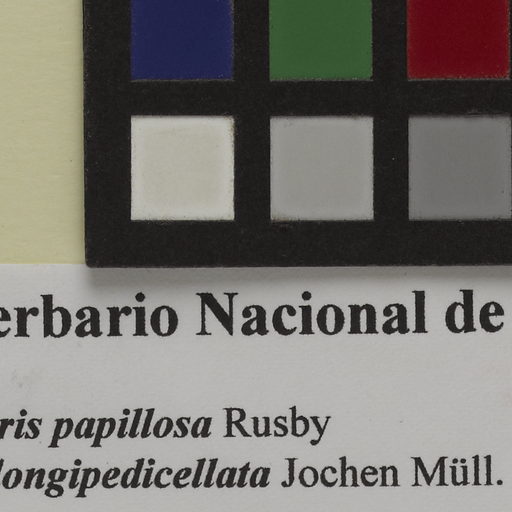 erbario Nacional de
ris papillosa Rusby
longipedicellata Jochen Müll.